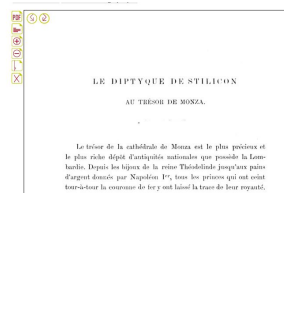 PDF
LE DIPTYQUE DE STILICON
AU TRÉSOR DE MONZA.
Le trésor de la cathédrale de Monza est le plus précieux et
le plus riche dépôt d'antiquités nationales que possède la Lom-
bardie. Depuis les bijoux de la reine Théodelinde jusqu'aux pains
d'argent donnés par Napoléon Iᵉʳ, tous les princes qui ont ceint
tour-à-tour la couronne de fer y ont laissé la trace de leur royauté.